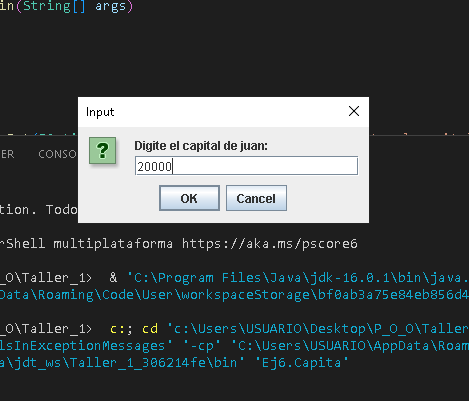 in(String[] args)
Input
Digite el capital de juan:
20000
OK Cancel
ER CONSO
tion. Todo
rShell multiplataforma https://aka.ms/pscore6
_O\Taller_1> & 'C:\Program Files\Java\jdk-16.0.1\bin\java.
Data\Roaming\Code\User\workspaceStorage\bf0ab3a75e84eb856d4
_O\Taller_1> c:; cd 'c:\Users\USUARIO\Desktop\P_O_O\Taller
lsInExceptionMessages' '-cp' 'C:\Users\USUARIO\AppData\Roam
a\jdt_ws\Taller_1_306214fe\bin' 'Ej6.Capita'